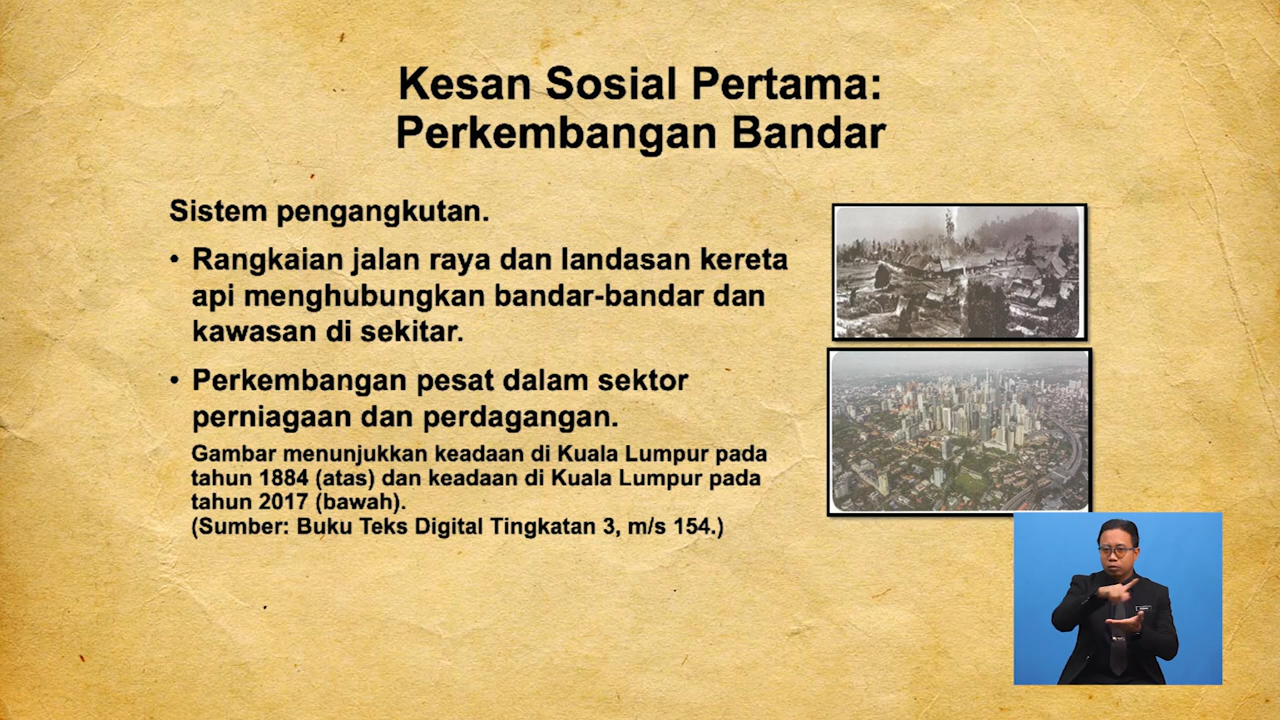 Kesan Sosial Pertama:
Perkembangan Bandar
Sistem pengangkutan.
• Rangkaian jalan raya dan landasan kereta
api menghubungkan bandar-bandar dan
kawasan di sekitar.
• Perkembangan pesat dalam sektor
perniagaan dan perdagangan.
Gambar menunjukkan keadaan di Kuala Lumpur pada
tahun 1884 (atas) dan keadaan di Kuala Lumpur pada
tahun 2017 (bawah).
(Sumber: Buku Teks Digital Tingkatan 3, m/s 154.)